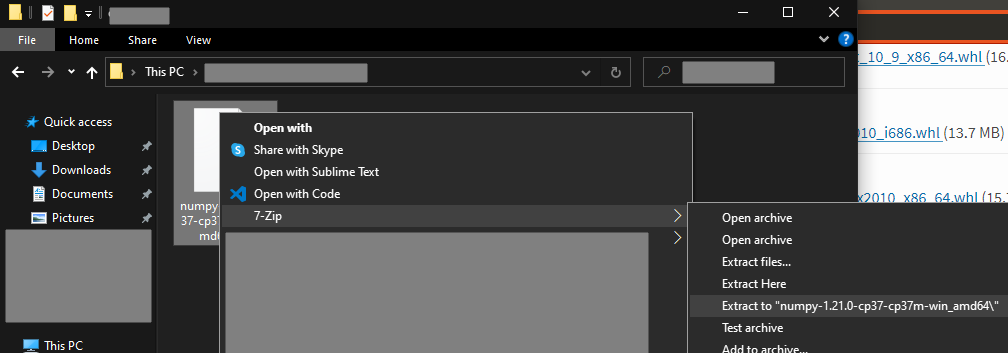 File Home Share View
This PC
_10_9_x86_64.whl (16.
Quick access
Desktop
Downloads
Documents
Pictures
This PC
numpy
37-cp37
md6
Open with
Share with Skype
Open with Sublime Text
Open with Code
7-Zip
010_i686.whl (13.7 MB)
x2010_x86_64.whl (15.7
Open archive
Open archive
Extract files...
Extract Here
Extract to "numpy-1.21.0-cp37-cp37m-win_amd64\"
Test archive
Add to archive...